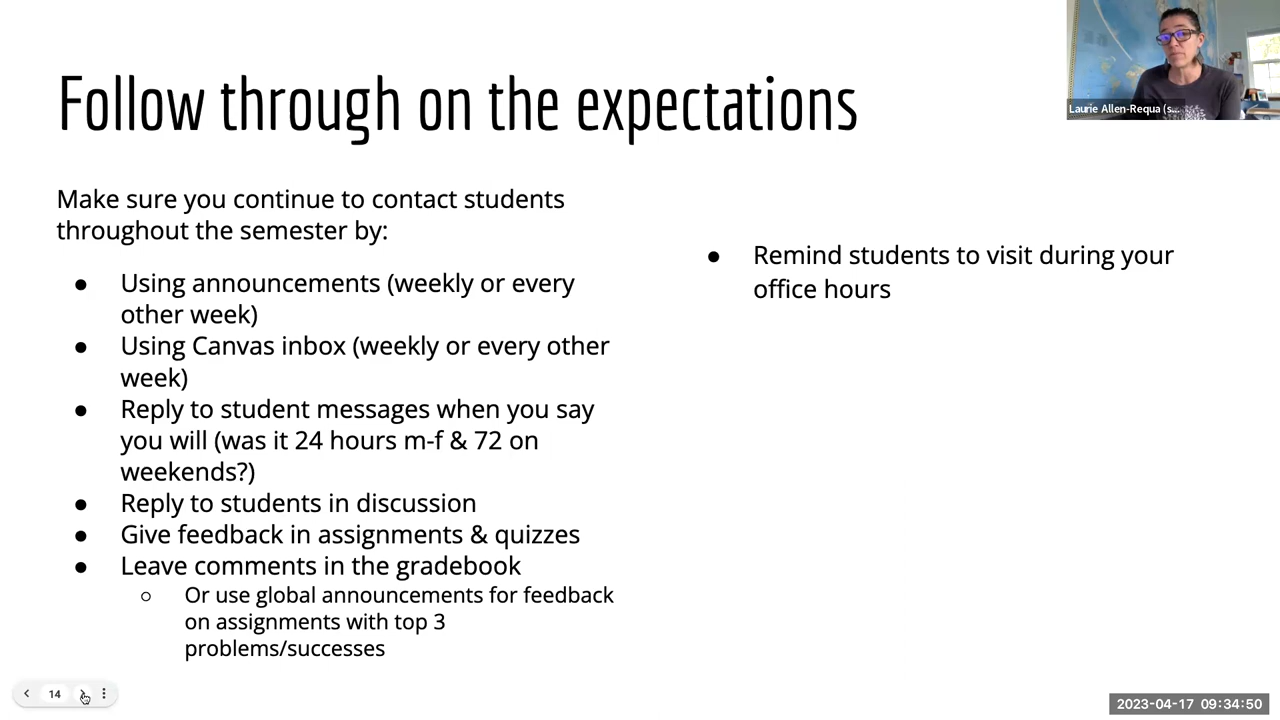 Follow through on the expectations
Laurie Allen-Requa (s...
Make sure you continue to contact students
throughout the semester by:
● Using announcements (weekly or every
other week)
● Using Canvas inbox (weekly or every other
week)
● Reply to student messages when you say
you will (was it 24 hours m-f & 72 on
weekends?)
● Reply to students in discussion
● Give feedback in assignments & quizzes
● Leave comments in the gradebook
○ Or use global announcements for feedback
on assignments with top 3
problems/successes
● Remind students to visit during your
office hours
14
2023-04-17 09:34:50